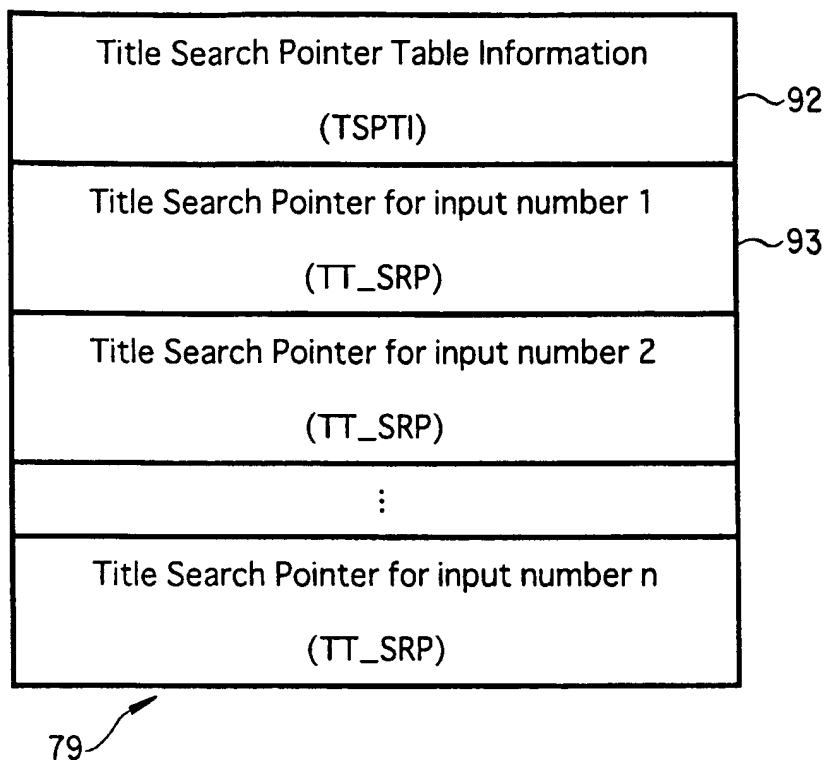 Title Search Pointer Table Information
(TSPTI)
92
Title Search Pointer for input number 1
(TT_SRP)
93
Title Search Pointer for input number 2
(TT_SRP)
⋮
Title Search Pointer for input number n
(TT_SRP)
79